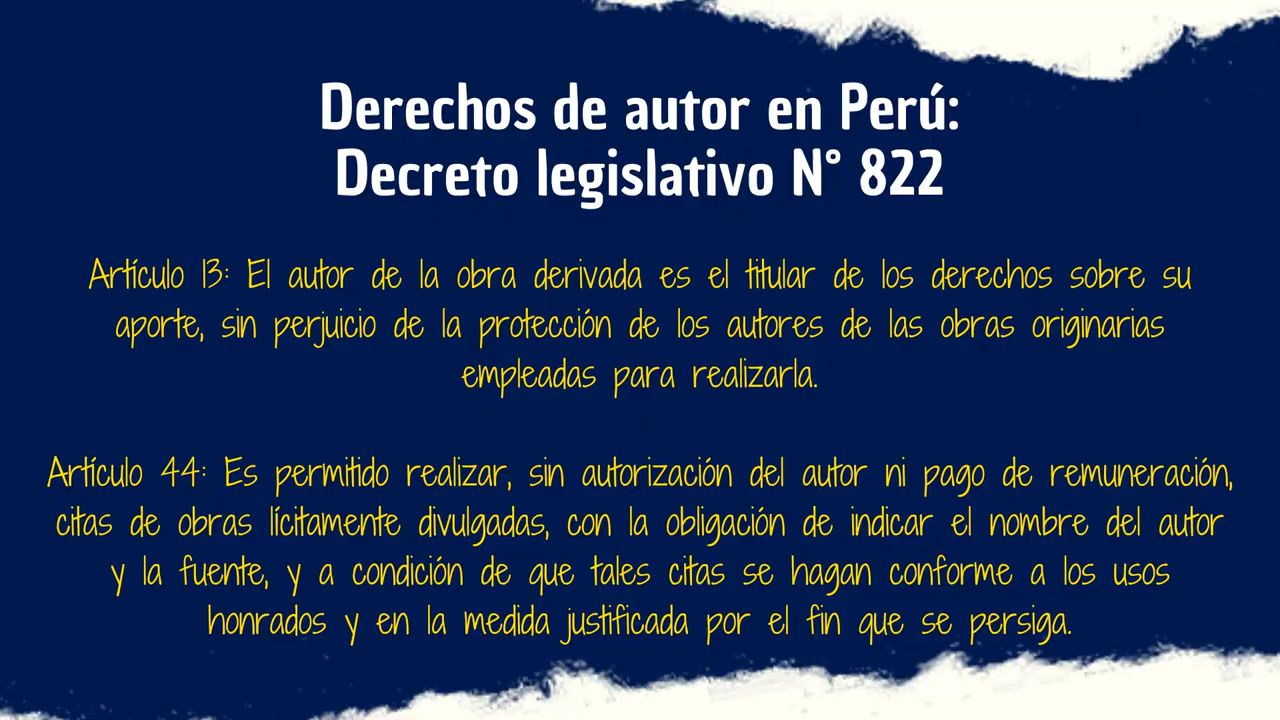 Derechos de autor en Perú:
Decreto legislativo N° 822
Artículo 13: El autor de la obra derivada es el titular de los derechos sobre su
aporte, sin perjuicio de la protección de los autores de las obras originarias
empleadas para realizarla.
Artículo 44: Es permitido realizar, sin autorización del autor ni pago de remuneración,
citas de obras lícitamente divulgadas, con la obligación de indicar el nombre del autor
y la fuente, y a condición de que tales citas se hagan conforme a los usos
honrados y en la medida justificada por el fin que se persiga.